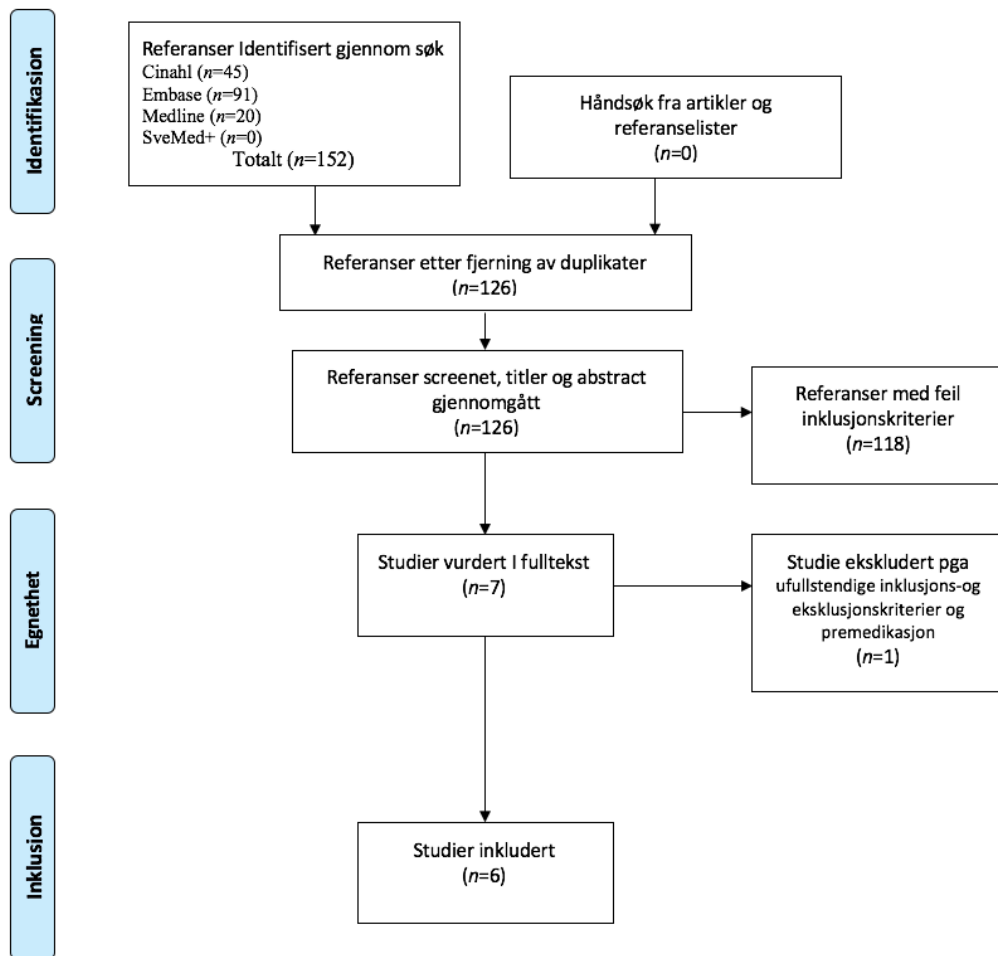 Identifikasion
Referanser Identifisert gjennom søk
Cinahl (n=45)
Embase (n=91)
Medline (n=20)
SveMed+ (n=0)
Totalt (n=152)
Håndsøk fra artikler og
referanselister
(n=0)
Screening
Referanser etter fjerning av duplikater
(n=126)
Referanser screenet, titler og abstract
gjennomgått
(n=126)
Referanser med feil
inklusjonskriterier
(n=118)
Egnethet
Studier vurdert I fulltekst
(n=7)
Studie ekskludert pga
ufullstendige inklusjons-og
eksklusjonskriterier og
premedikasjon
(n=1)
Inklusion
Studier inkludert
(n=6)